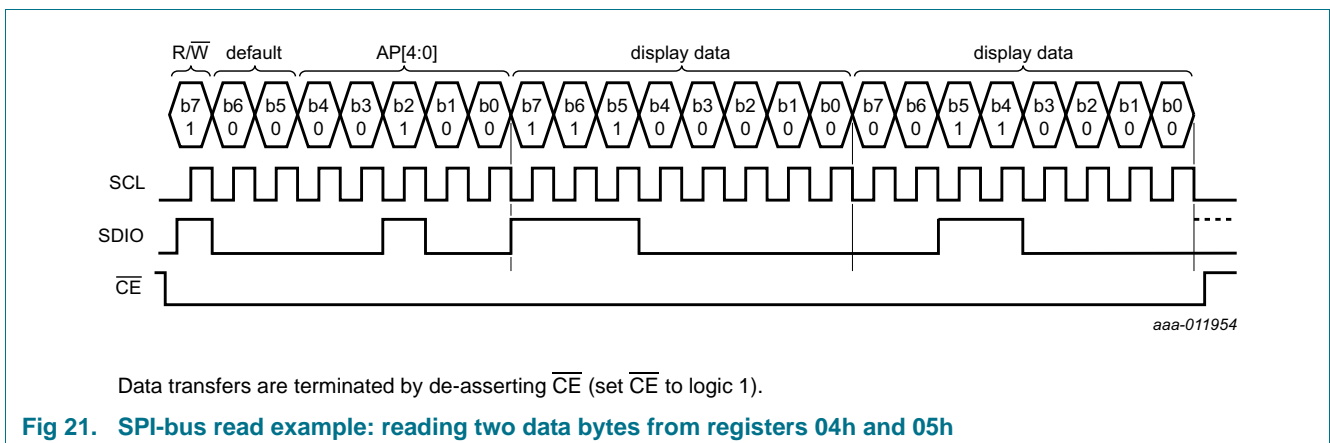 R/W̅ default AP[4:0] display data display data
b7 b6 b5 b4 b3 b2 b1 b0 b7 b6 b5 b4 b3 b2 b1 b0 b7 b6 b5 b4 b3 b2 b1 b0
1 0 0 0 0 1 0 0 1 1 1 0 0 0 0 0 0 0 1 1 0 0 0 0
SCL
SDIO
C̅E̅
aaa-011954
Data transfers are terminated by de-asserting C̅E̅ (set C̅E̅ to logic 1).
Fig 21. SPI-bus read example: reading two data bytes from registers 04h and 05h